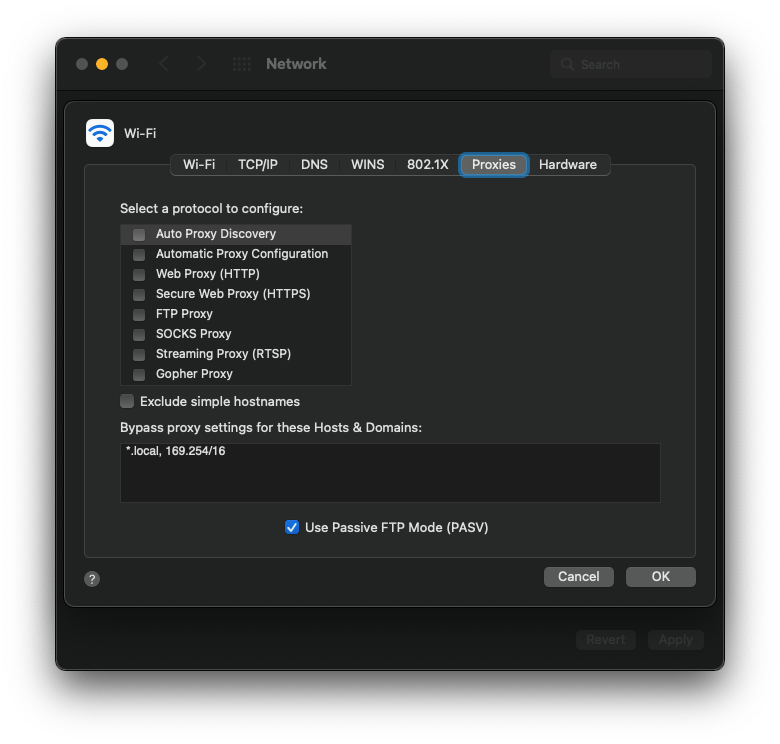 Network
Search
Wi-Fi
Wi-Fi TCP/IP DNS WINS 802.1X Proxies Hardware
Select a protocol to configure:
Auto Proxy Discovery
Automatic Proxy Configuration
Web Proxy (HTTP)
Secure Web Proxy (HTTPS)
FTP Proxy
SOCKS Proxy
Streaming Proxy (RTSP)
Gopher Proxy
Exclude simple hostnames
Bypass proxy settings for these Hosts & Domains:
*.local, 169.254/16
Use Passive FTP Mode (PASV)
? Cancel OK
Revert Apply